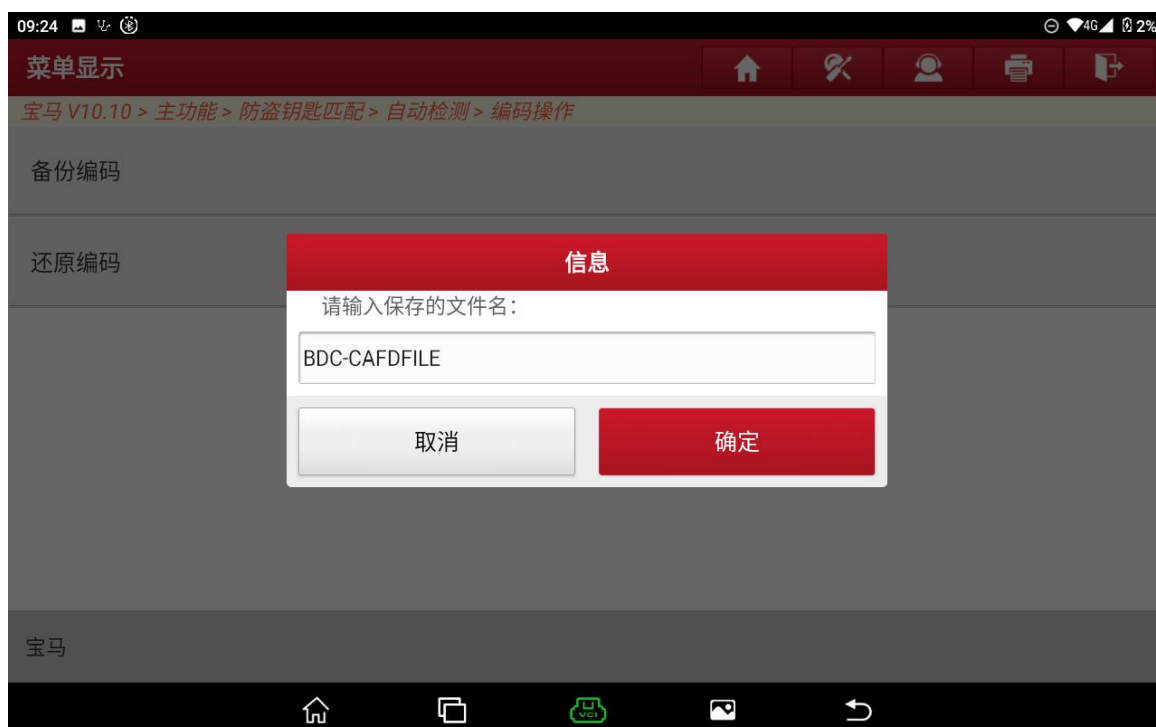 09:24 4G 2%
菜单显示
宝马 V10.10 > 主功能 > 防盗钥匙匹配 > 自动检测 > 编码操作
备份编码
还原编码
信息
请输入保存的文件名：
BDC-CAFDFILE
取消 确定
宝马
VCI